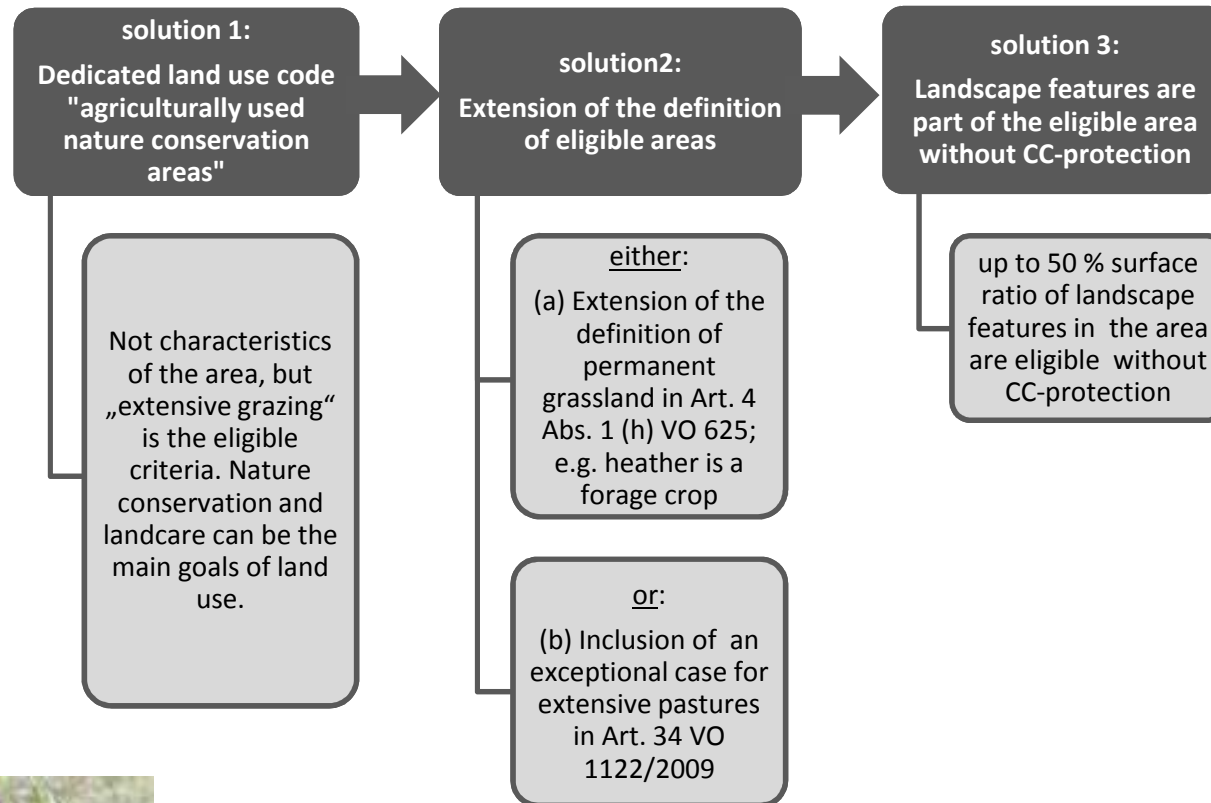 solution 1:
Dedicated land use code
"agriculturally used
nature conservation
areas"
Not characteristics
of the area, but
„extensive grazing“
is the eligible
criteria. Nature
conservation and
landcare can be the
main goals of land
use.
solution2:
Extension of the definition
of eligible areas
either:
(a) Extension of the
definition of
permanent
grassland in Art. 4
Abs. 1 (h) VO 625;
e.g. heather is a
forage crop
or:
(b) Inclusion of an
exceptional case for
extensive pastures
in Art. 34 VO
1122/2009
solution 3:
Landscape features are
part of the eligible area
without CC-protection
up to 50 % surface
ratio of landscape
features in the area
are eligible without
CC-protection